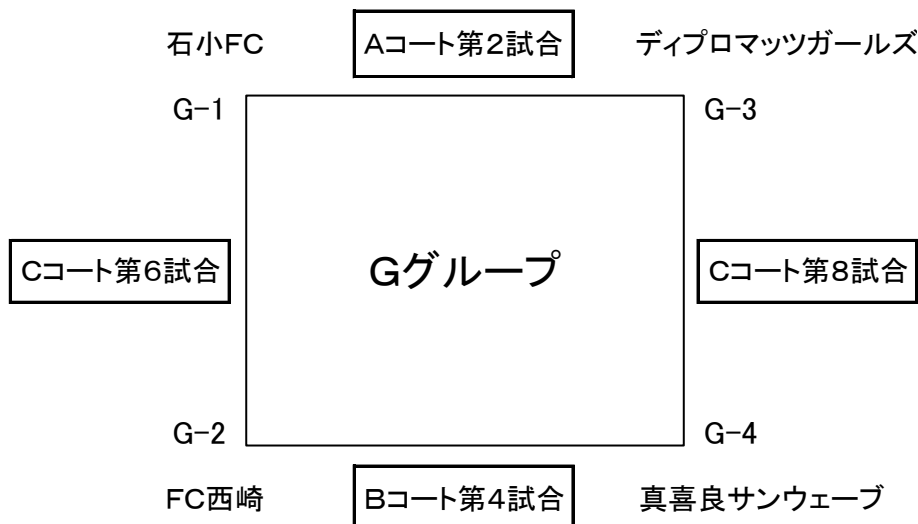 石小FC
Aコート第2試合
ディプロマッツガールズ
G-1
G-3
Cコート第6試合
Gグループ
Cコート第8試合
G-2
G-4
FC西崎
Bコート第4試合
真喜良サンウェーブ